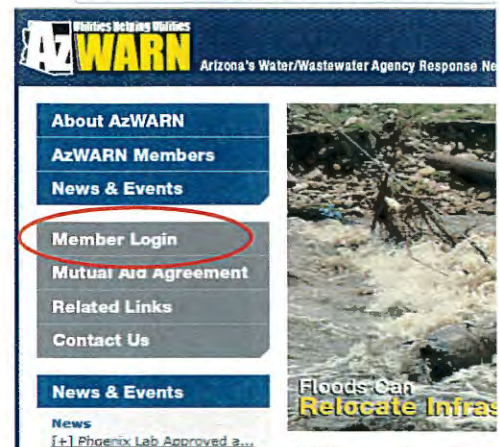 Utilities Helping Utilities
AzWARN
Arizona's Water/Wastewater Agency Response Ne
About AzWARN
AzWARN Members
News & Events
Member Login
Mutual Aid Agreement
Related Links
Contact Us
News & Events
News
[+] Phoenix Lab Approved a...
Floods Can
Relocate Infras